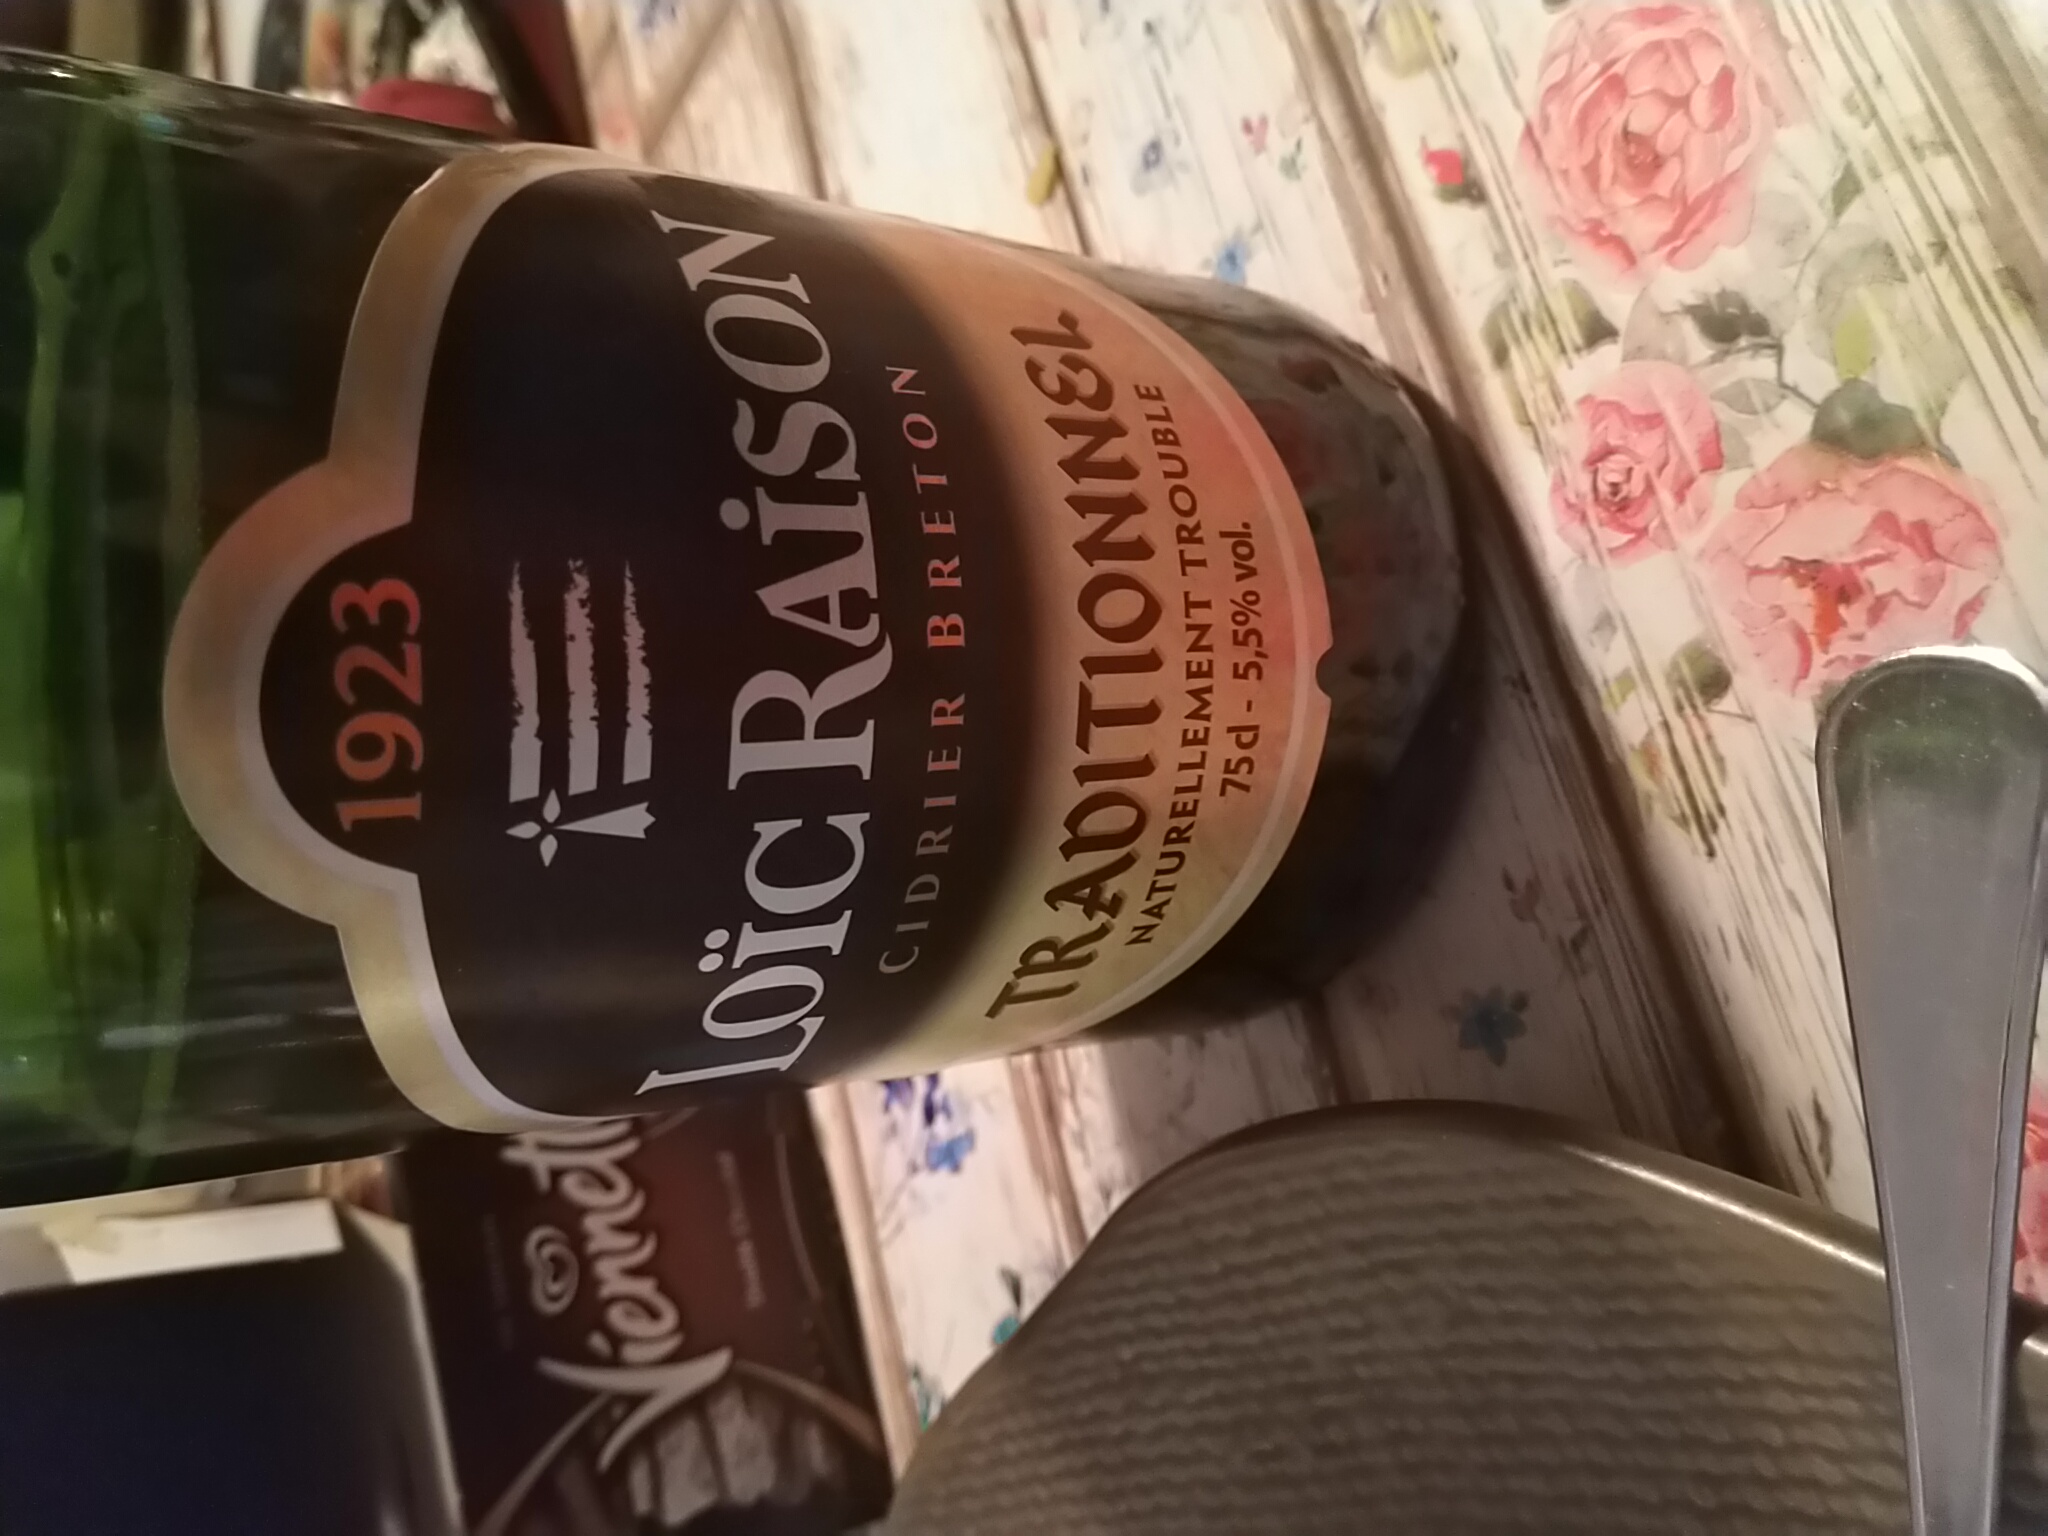 1923
LOÏC RAISON
CIDRIER BRETON
TRADITIONNEL
NATURELLEMENT TROUBLE
75cl - 5,5% vol.
Viennetta